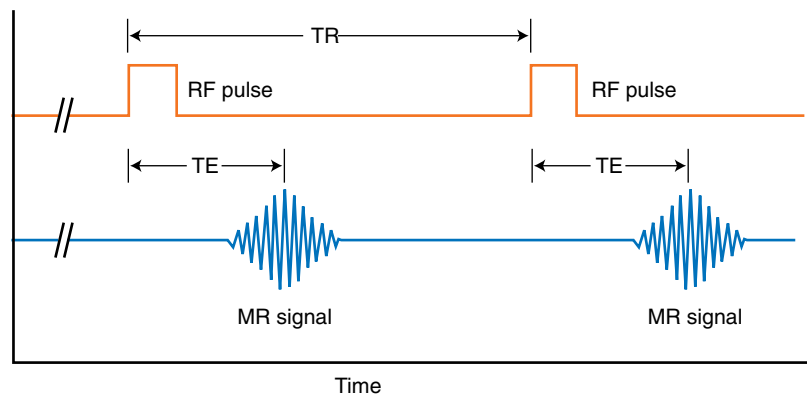 TR
RF pulse
RF pulse
TE
TE
MR signal
MR signal
Time